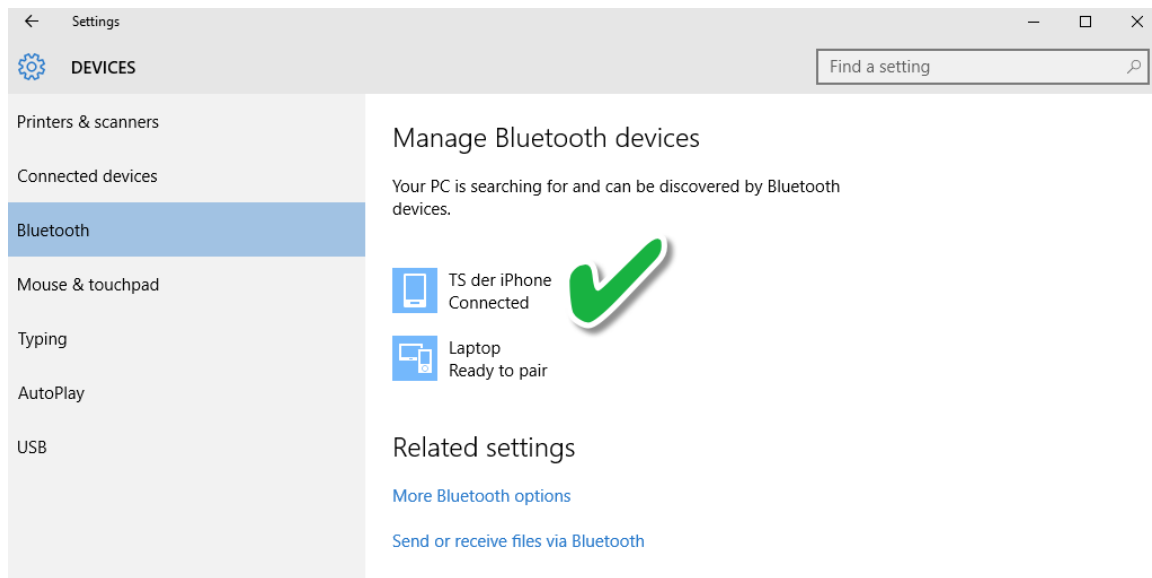 Settings
DEVICES
Find a setting
Printers & scanners
Connected devices
Bluetooth
Mouse & touchpad
Typing
AutoPlay
USB
Manage Bluetooth devices
Your PC is searching for and can be discovered by Bluetooth
devices.
TS der iPhone
Connected
Laptop
Ready to pair
Related settings
More Bluetooth options
Send or receive files via Bluetooth